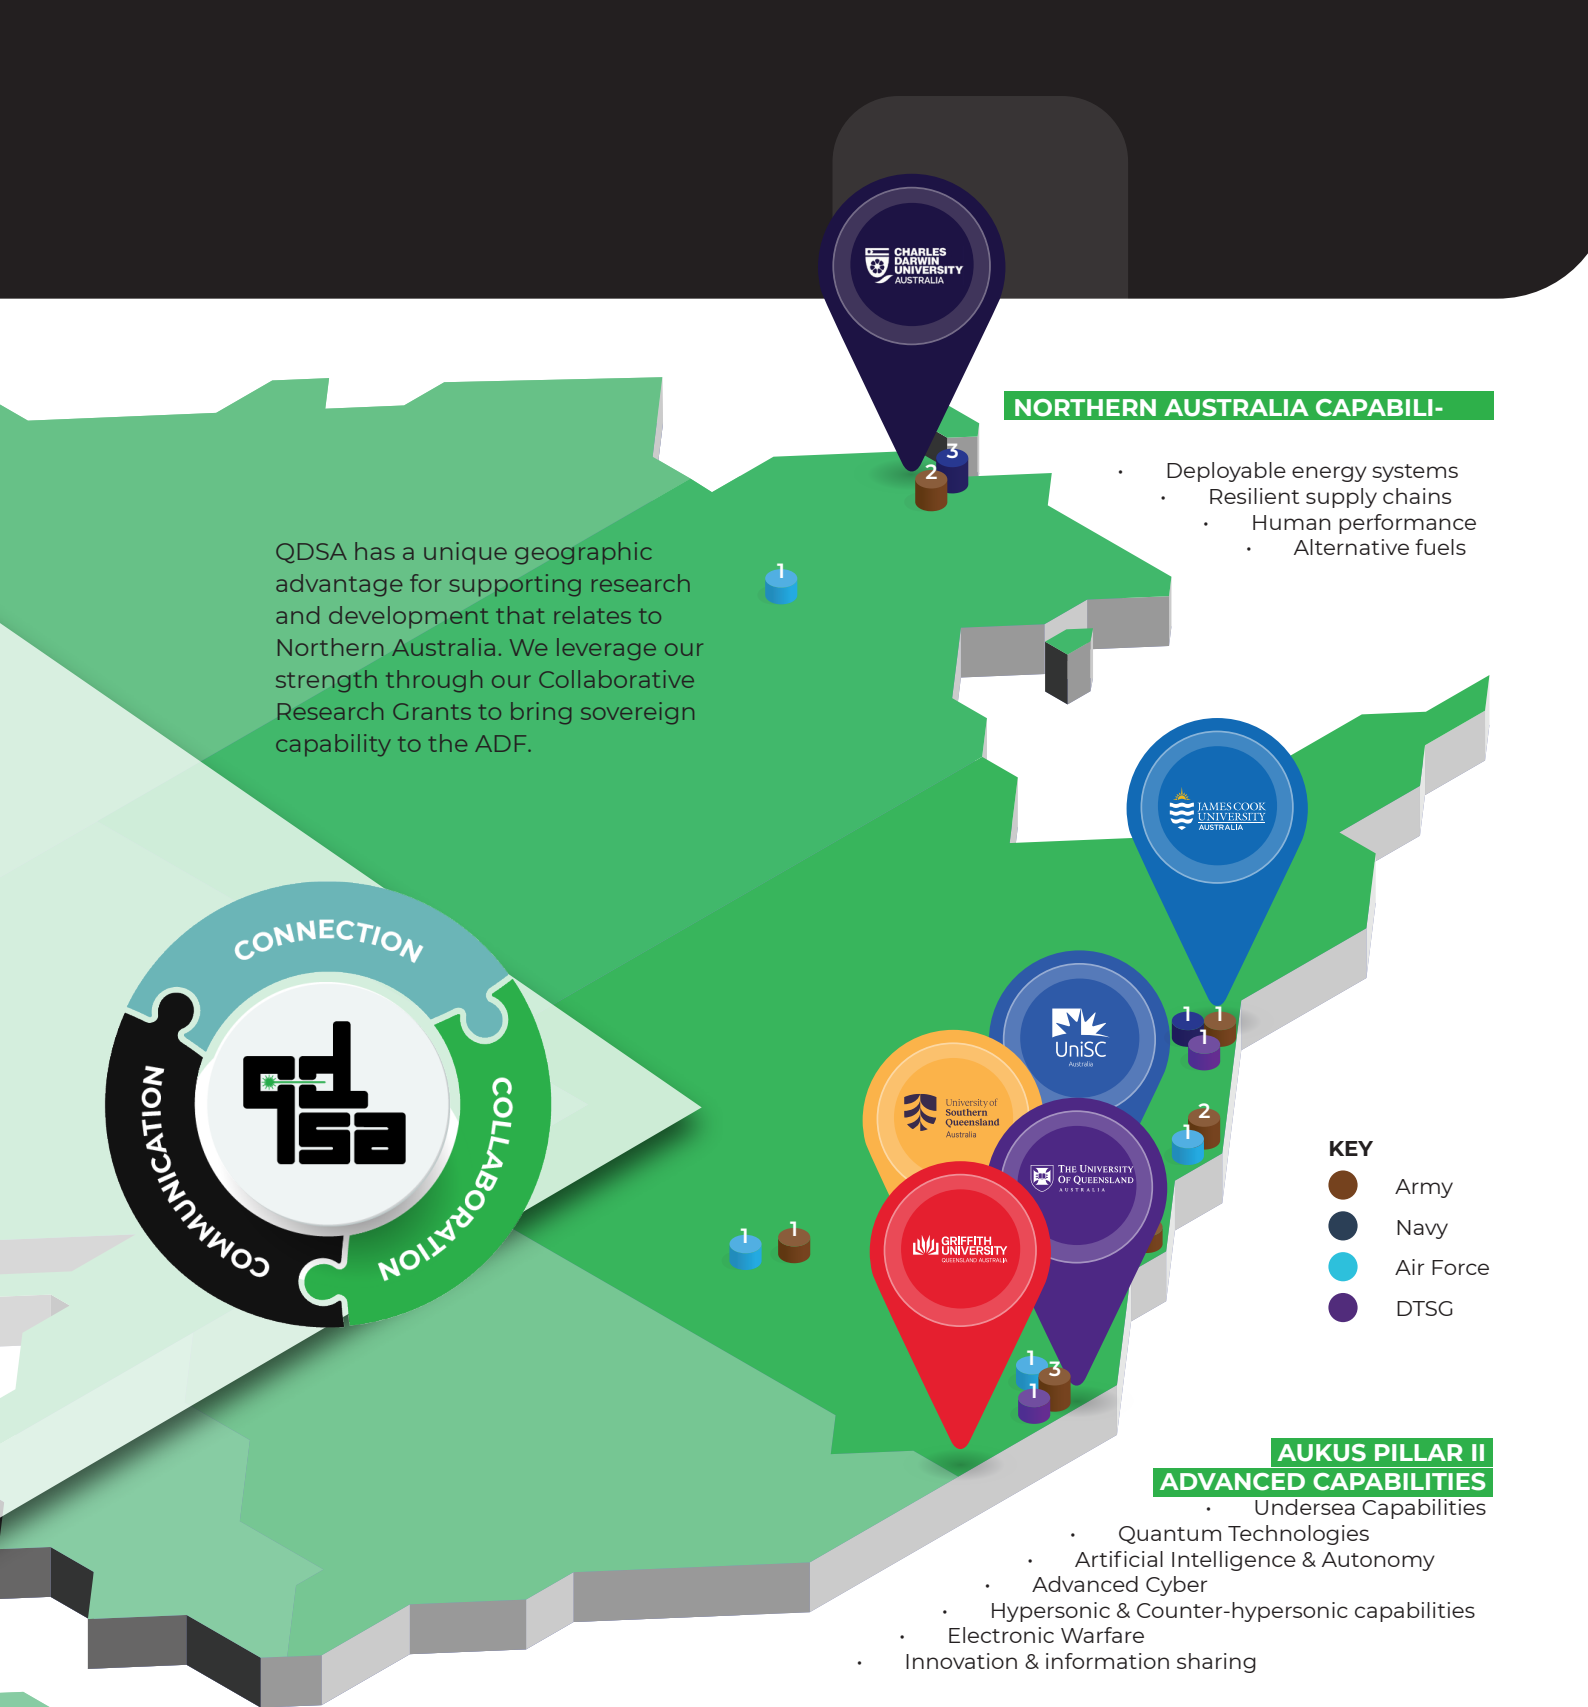 CHARLES
DARWIN
UNIVERSITY
AUSTRALIA
NORTHERN AUSTRALIA CAPABILI-
• Deployable energy systems
• Resilient supply chains
• Human performance
• Alternative fuels
3
2
1
QDSA has a unique geographic
advantage for supporting research
and development that relates to
Northern Australia. We leverage our
strength through our Collaborative
Research Grants to bring sovereign
capability to the ADF.
JAMES COOK
UNIVERSITY
AUSTRALIA
CONNECTION
COLLABORATION
COMMUNICATION
qdsa
UniSC
Australia
1
1
1
University of
Southern
Queensland
Australia
2
1
THE UNIVERSITY
OF QUEENSLAND
AUSTRALIA
GRIFFITH
UNIVERSITY
QUEENSLAND AUSTRALIA
1
1
KEY
Army
Navy
Air Force
DTSG
1
3
1
AUKUS PILLAR II
ADVANCED CAPABILITIES
• Undersea Capabilities
• Quantum Technologies
• Artificial Intelligence & Autonomy
• Advanced Cyber
• Hypersonic & Counter-hypersonic capabilities
• Electronic Warfare
• Innovation & information sharing